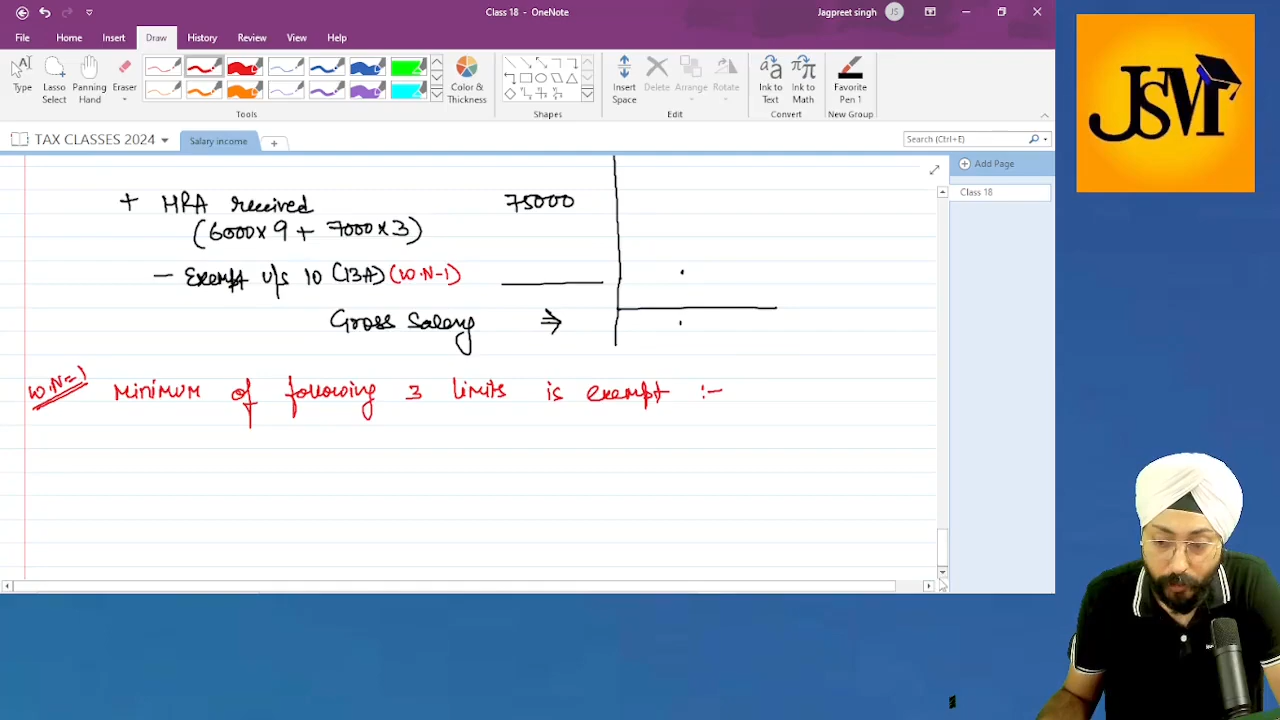 Class 18 - OneNote
Jagpreet singh JS
File Home Insert Draw History Review View Help
Type Lasso Select Panning Hand Eraser
Color & Thickness
Insert Space Delete Arrange Rotate
Ink to Text Ink to Math
Favorite Pen 1
Tools Shapes Edit Convert New Group
TAX CLASSES 2024 Salary income +
Search (Ctrl+E)
Add Page
Class 18
JSM
+ HRA received 75000
(6000x9 + 7000x3)
- Exempt u/s 10 (13A) (W.N-1)
Gross Salary ⇒
W.N=1 Minimum of following 3 limits is exempt :-